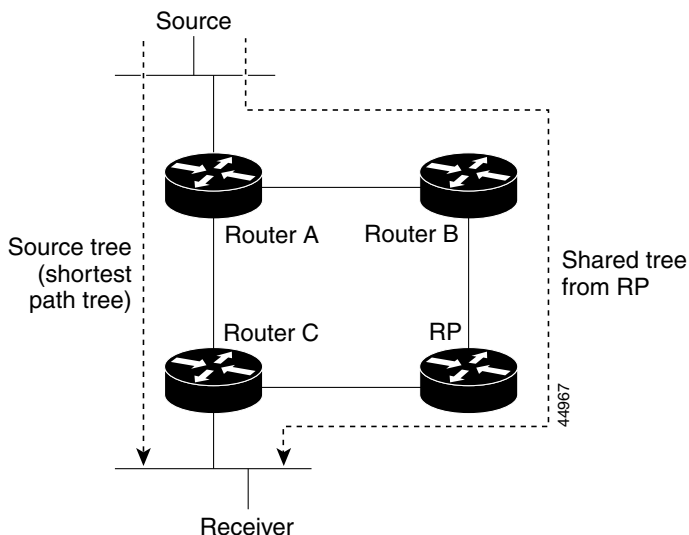 Source
Router A
Router B
Source tree
(shortest
path tree)
Shared tree
from RP
Router C
RP
44967
Receiver